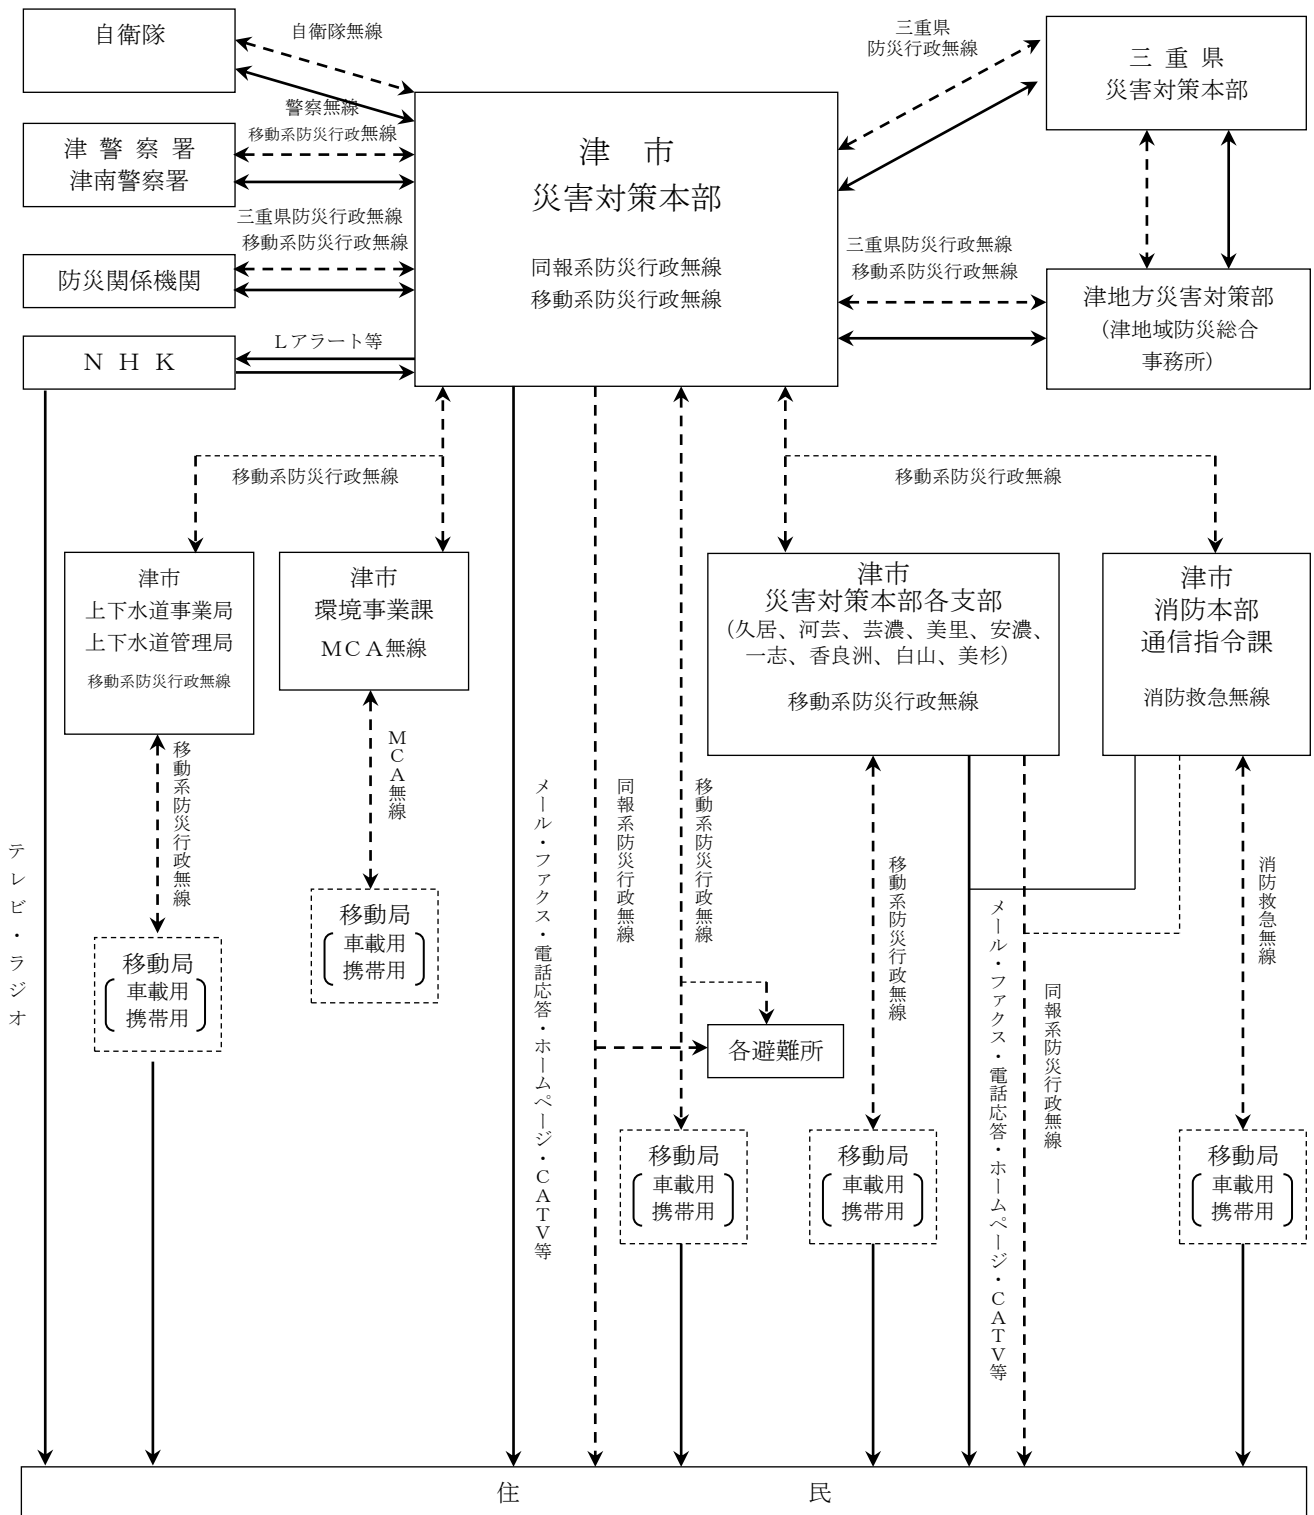 自衛隊
自衛隊無線
三重県
防災行政無線
三 重 県
災害対策本部
警察無線
移動系防災行政無線
津 警 察 署
津南警察署
津 市
災害対策本部
同報系防災行政無線
移動系防災行政無線
三重県防災行政無線
移動系防災行政無線
防災関係機関
三重県防災行政無線
移動系防災行政無線
津地方災害対策部
（津地域防災総合
事務所）
Ｌアラート等
Ｎ Ｈ Ｋ
移動系防災行政無線
移動系防災行政無線
津市
上下水道事業局
上下水道管理局
移動系防災行政無線
津市
環境事業課
ＭＣＡ無線
津市
災害対策本部各支部
（久居、河芸、芸濃、美里、安濃、
一志、香良洲、白山、美杉）
移動系防災行政無線
津市
消防本部
通信指令課
消防救急無線
移動系防災行政無線
ＭＣＡ無線
メール・ファクス・電話応答・ホームページ・ＣＡＴＶ等
同報系防災行政無線
移動系防災行政無線
移動系防災行政無線
メール・ファクス・電話応答・ホームページ・ＣＡＴＶ等
同報系防災行政無線
消防救急無線
テレビ・ラジオ
移動局
車載用
携帯用
移動局
車載用
携帯用
各避難所
移動局
車載用
携帯用
移動局
車載用
携帯用
移動局
車載用
携帯用
住 民